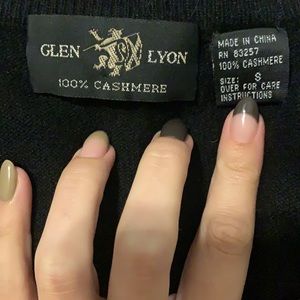 GLEN LYON
100% CASHMERE
MADE IN CHINA
RN 83257
100% CASHMERE
SIZE: S
OVER FOR CARE
INSTRUCTIONS